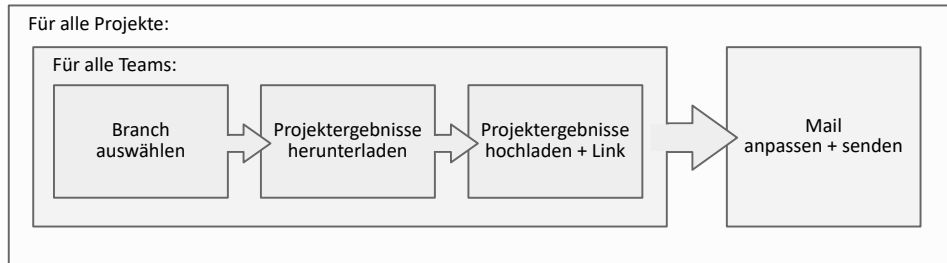 Für alle Projekte:
Für alle Teams:
Branch
auswählen
Projektergebnisse
herunterladen
Projektergebnisse
hochladen + Link
Mail
anpassen + senden